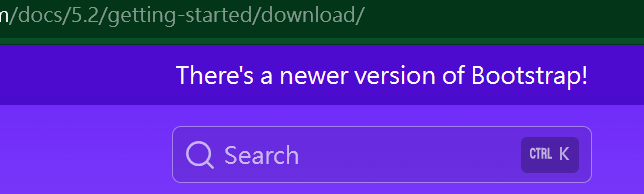 m/docs/5.2/getting-started/download/
There's a newer version of Bootstrap!
Search
CTRL K